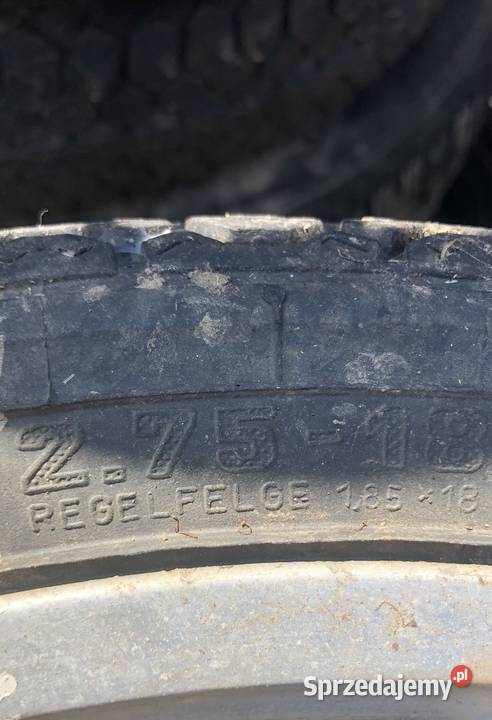 2.75-18
REGELFELGE 1.85 × 18
Sprzedajemy.pl